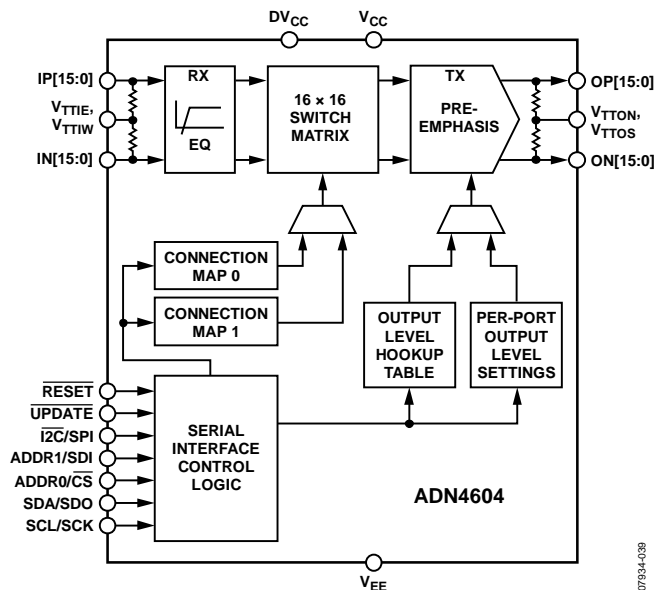 DVCC
VCC
IP[15:0]
VTTIE,
VTTIW
IN[15:0]
RX
EQ
16 × 16
SWITCH
MATRIX
TX
PRE-
EMPHASIS
OP[15:0]
VTTON,
VTTOS
ON[15:0]
CONNECTION
MAP 0
CONNECTION
MAP 1
OUTPUT
LEVEL
HOOKUP
TABLE
PER-PORT
OUTPUT
LEVEL
SETTINGS
RESET
UPDATE
I2C/SPI
ADDR1/SDI
ADDR0/CS
SDA/SDO
SCL/SCK
SERIAL
INTERFACE
CONTROL
LOGIC
ADN4604
VEE
07934-039